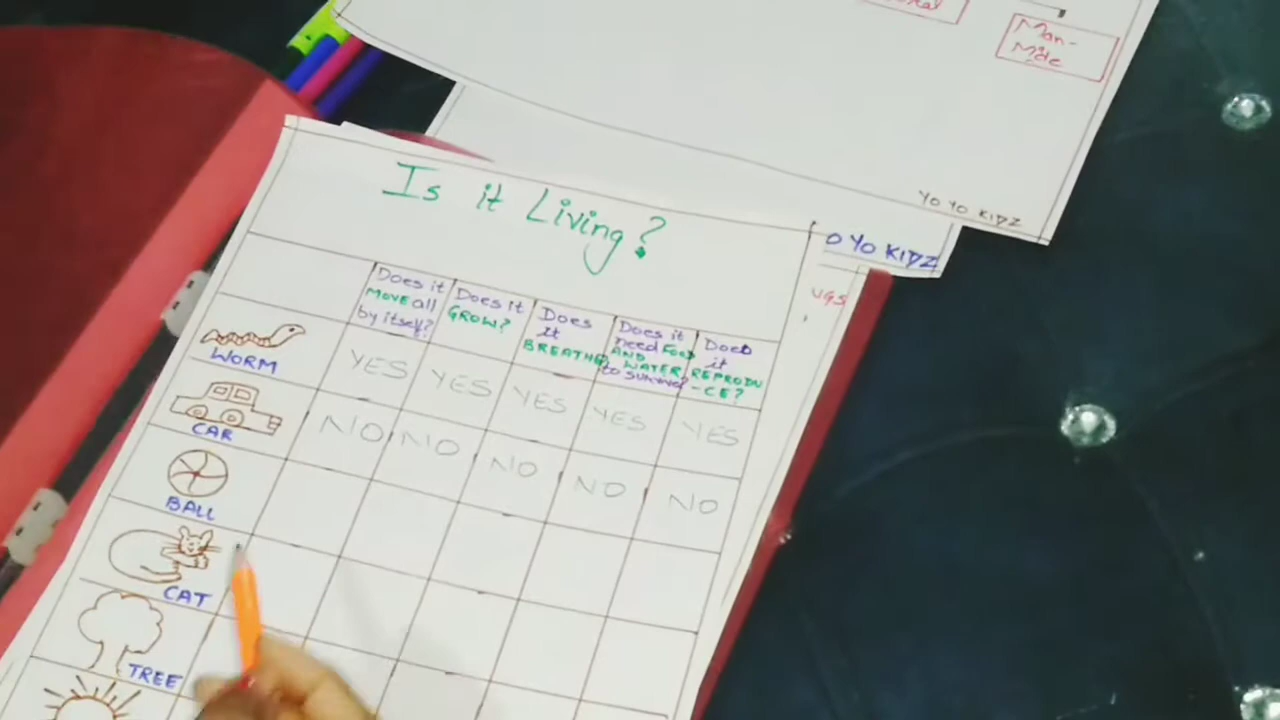 Man-
Made
YO YO KIDZ
O YO KIDZ
UGS
Is it Living?
Does it
MOVE all
by itself?
Does it
GROW?
Does
it
BREATHE?
Does it
need FOOD
AND
WATER
to survive?
Does
it
REPRODU
-CE?
WORM
YES YES YES YES YES
CAR
NO NO NO NO NO
BALL
CAT
TREE